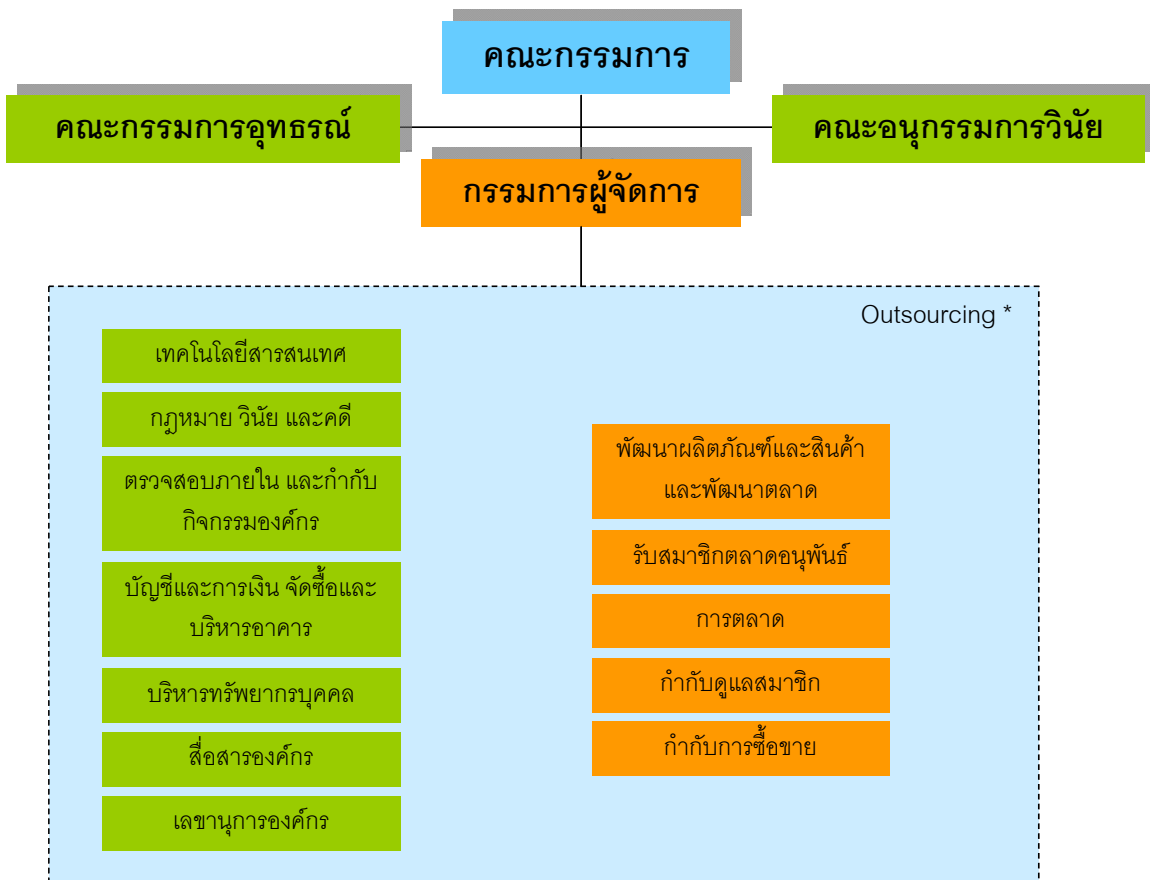 คณะกรรมการ
คณะกรรมการอุทธรณ์
คณะอนุกรรมการวินัย
กรรมการผู้จัดการ
Outsourcing *
เทคโนโลยีสารสนเทศ
กฎหมาย วินัย และคดี
ตรวจสอบภายใน และกำกับ
กิจกรรมองค์กร
บัญชีและการเงิน จัดซื้อและ
บริหารอาคาร
บริหารทรัพยากรบุคคล
สื่อสารองค์กร
เลขานุการองค์กร
พัฒนาผลิตภัณฑ์และสินค้า
และพัฒนาตลาด
รับสมาชิกตลาดอนุพันธ์
การตลาด
กำกับดูแลสมาชิก
กำกับการซื้อขาย